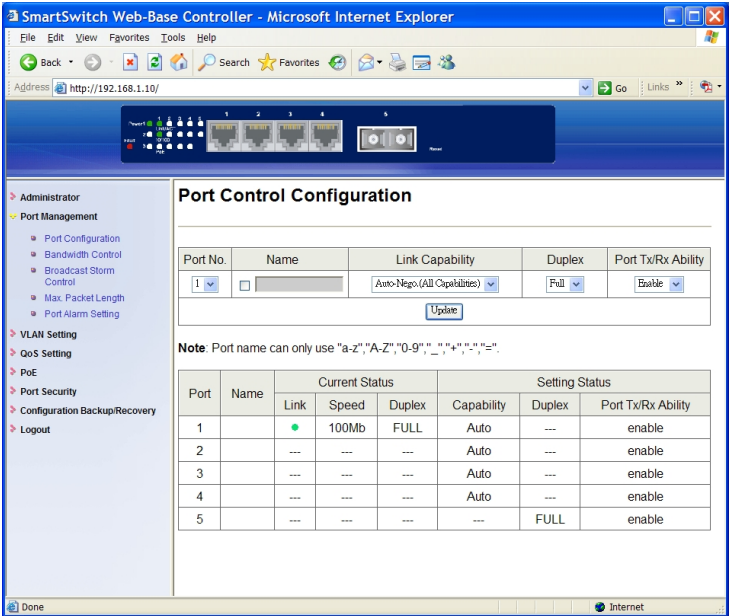 SmartSwitch Web-Base Controller - Microsoft Internet Explorer
File Edit View Favorites Tools Help
Back Search Favorites
Address http://192.168.1.10/ Go Links »
1 2 3 4 5
Administrator
Port Management
Port Configuration
Bandwidth Control
Broadcast Storm
Control
Max. Packet Length
Port Alarm Setting
VLAN Setting
QoS Setting
PoE
Port Security
Configuration Backup/Recovery
Logout
Port Control Configuration
Port No. Name Link Capability Duplex Port Tx/Rx Ability
1 Auto-Nego.(All Capabilities) Full Enable
Update
Note: Port name can only use "a-z","A-Z","0-9","_","+","-","=".
Port Name Current Status Setting Status
Link Speed Duplex Capability Duplex Port Tx/Rx Ability
1 100Mb FULL Auto --- enable
2 --- --- --- Auto --- enable
3 --- --- --- Auto --- enable
4 --- --- --- Auto --- enable
5 --- --- --- --- FULL enable
Done Internet